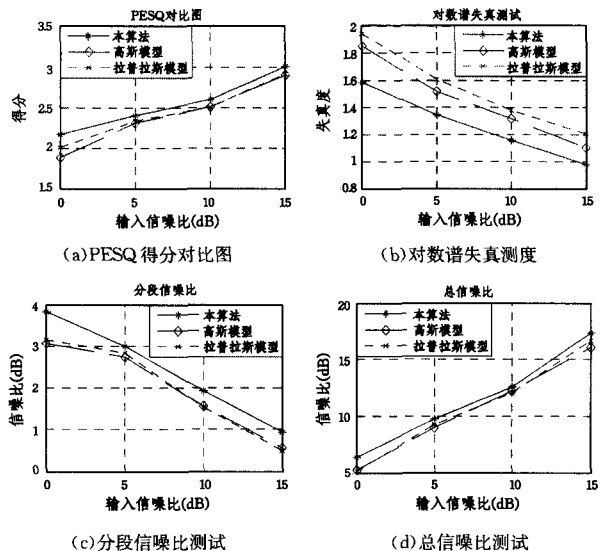 PESQ对比图
本算法
高斯模型
拉普拉斯模型
得分
3.5
3
2.5
2
1.5
0 5 10 15
输入信噪比(dB)
(a)PESQ得分对比图
对数谱失真测试
本算法
高斯模型
拉普拉斯模型
失真度
2
1.8
1.6
1.4
1.2
1
0.8
0 5 10 15
输入信噪比(dB)
(b)对数谱失真测度
分段信噪比
本算法
高斯模型
拉普拉斯模型
信噪比(dB)
4
3
2
1
0
0 5 10 15
输入信噪比(dB)
(c)分段信噪比测试
总信噪比
本算法
高斯模型
拉普拉斯模型
信噪比(dB)
20
15
10
5
0 5 10 15
输入信噪比(dB)
(d)总信噪比测试